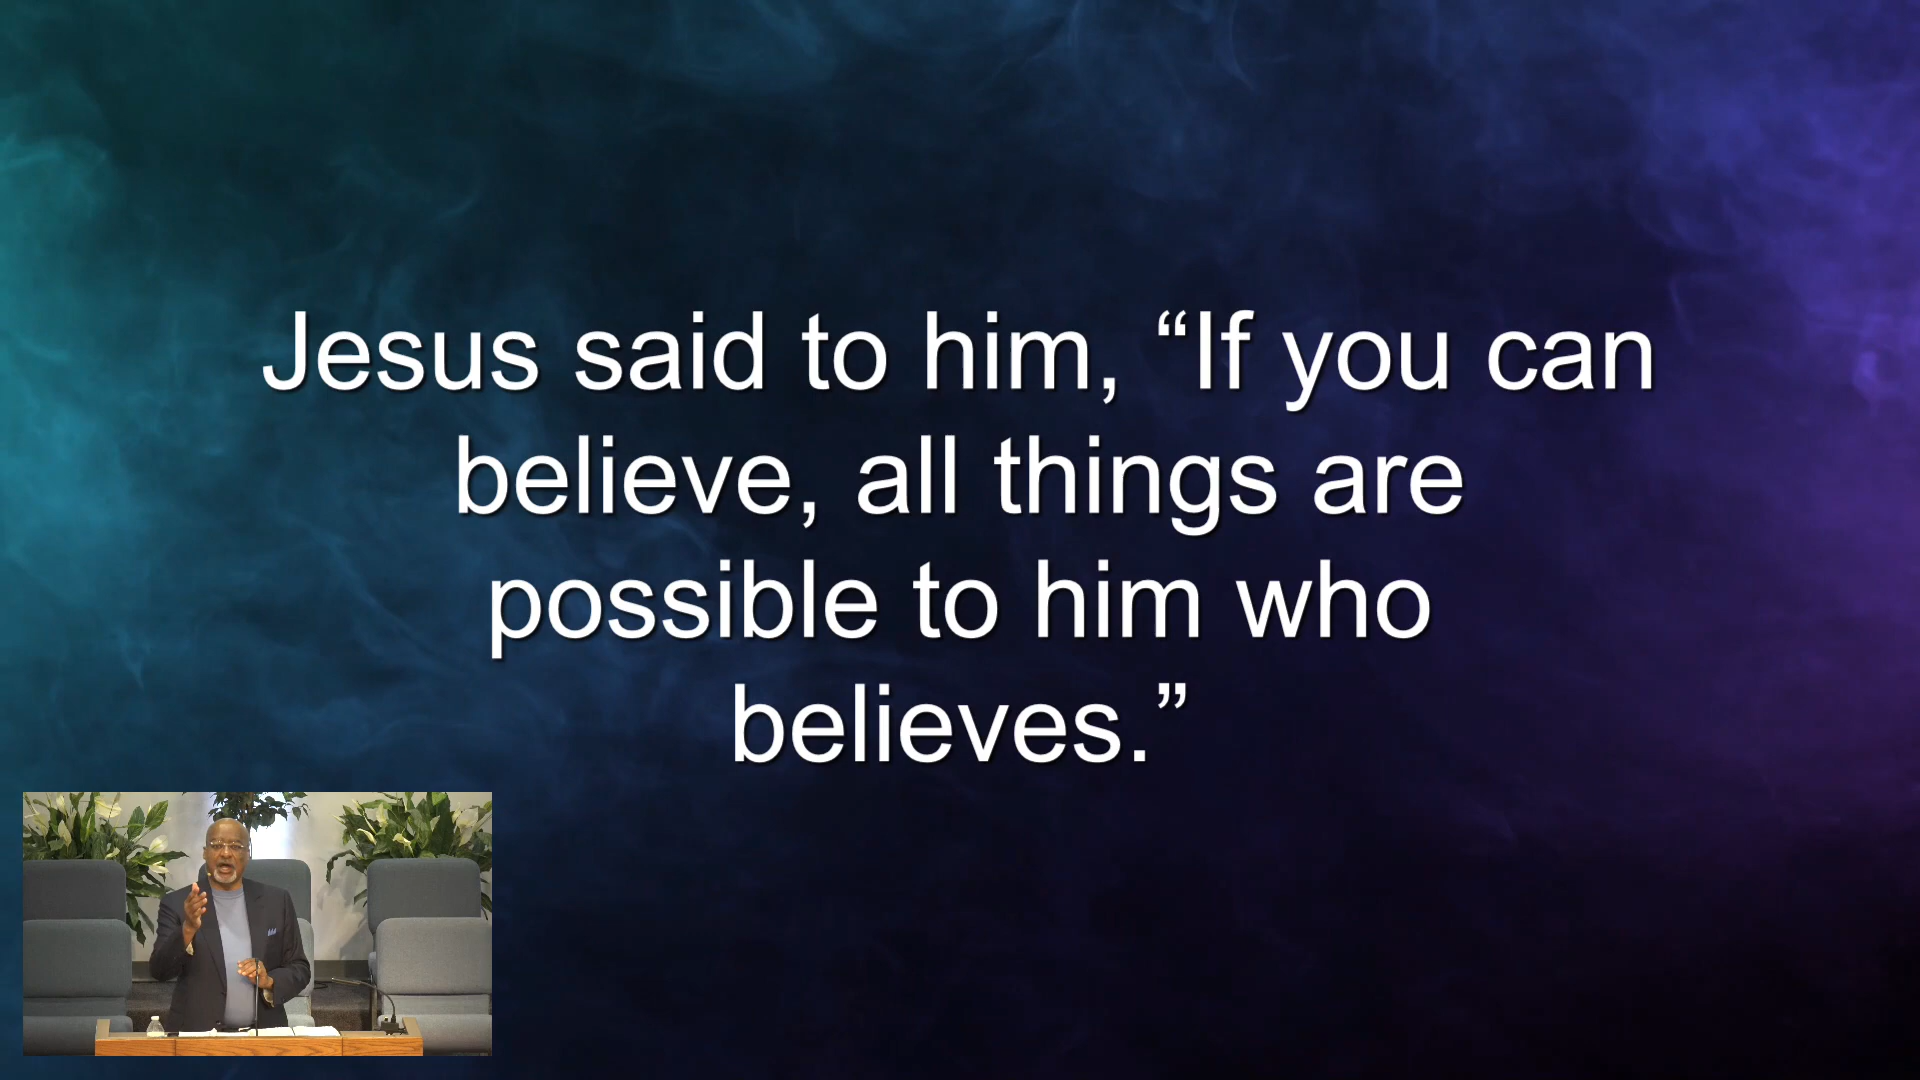 Jesus said to him, “If you can
believe, all things are
possible to him who
believes.”